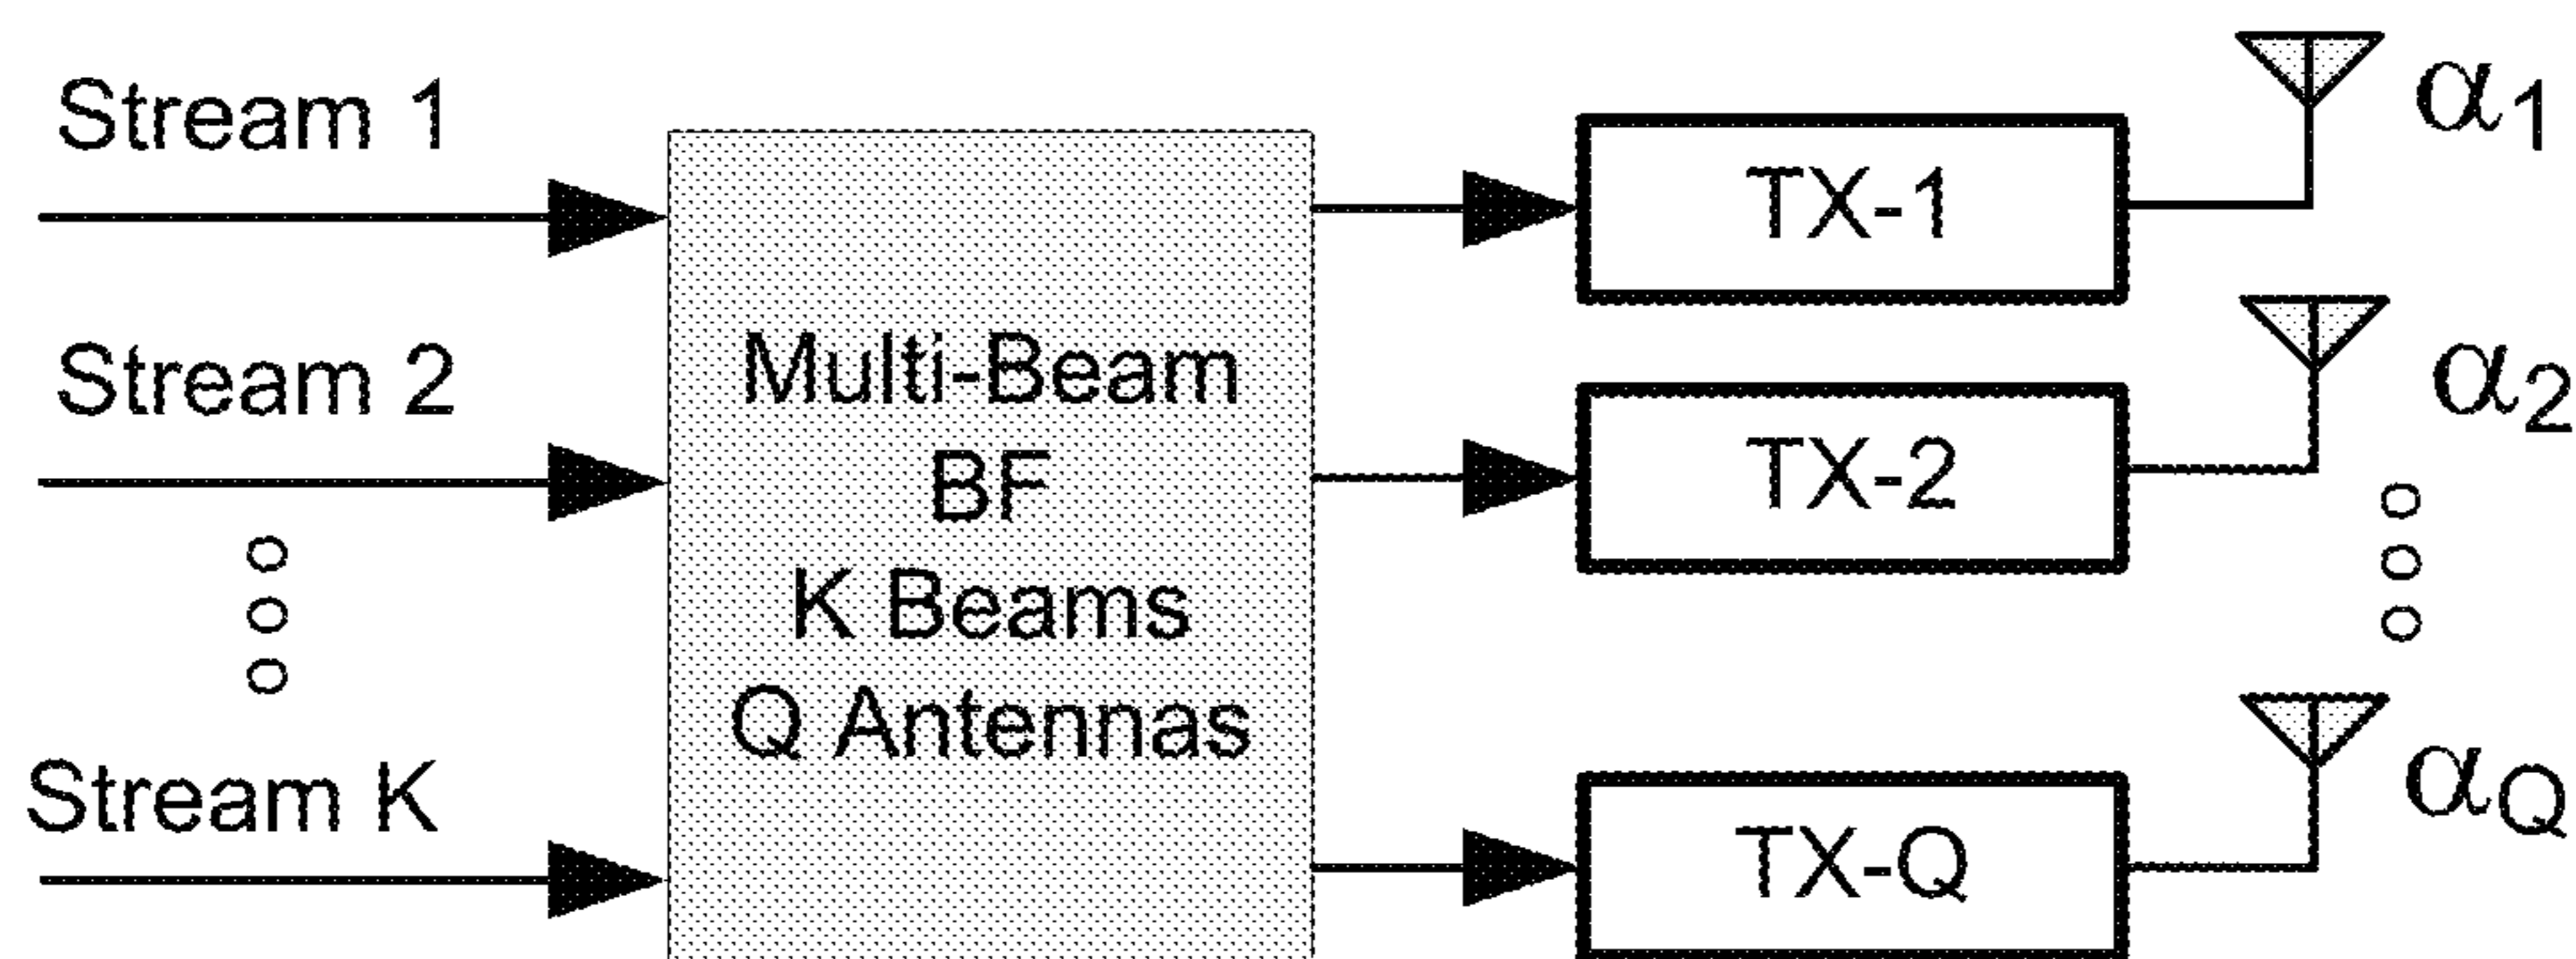 Stream 1
Stream 2
Stream K
Multi-Beam
BF
K Beams
Q Antennas
TX-1
TX-2
TX-Q
α1
α2
αQ